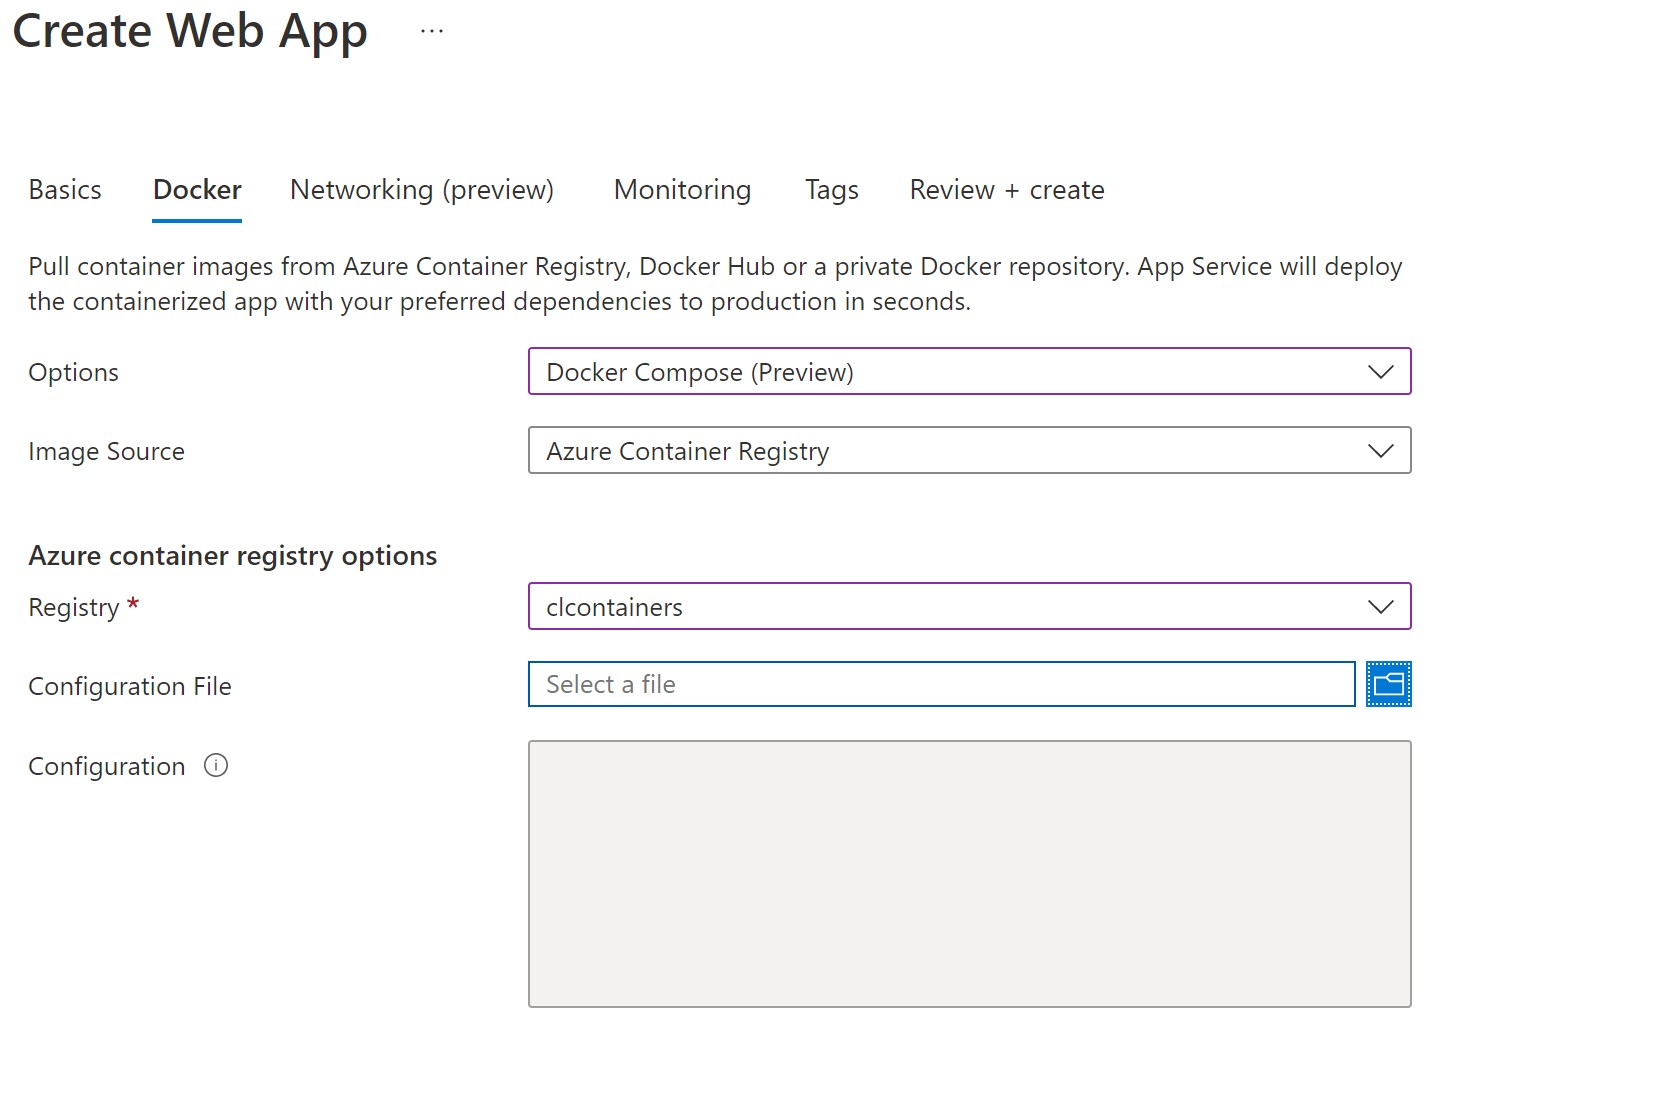 Create Web App ...
Basics Docker Networking (preview) Monitoring Tags Review + create
Pull container images from Azure Container Registry, Docker Hub or a private Docker repository. App Service will deploy
the containerized app with your preferred dependencies to production in seconds.
Options Docker Compose (Preview)
Image Source Azure Container Registry
Azure container registry options
Registry * clcontainers
Configuration File Select a file
Configuration